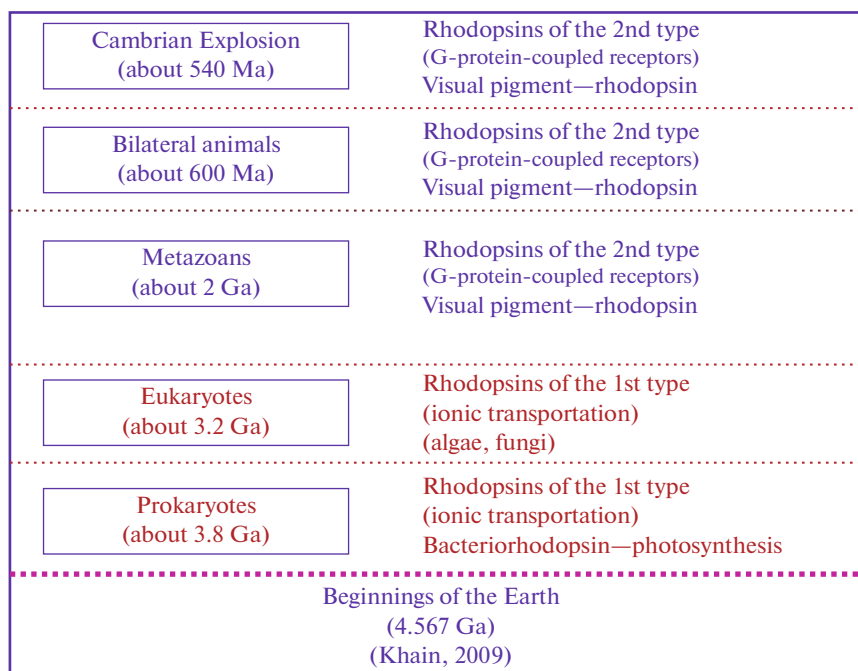 Cambrian Explosion
(about 540 Ma)
Rhodopsins of the 2nd type
(G-protein-coupled receptors)
Visual pigment—rhodopsin
Bilateral animals
(about 600 Ma)
Rhodopsins of the 2nd type
(G-protein-coupled receptors)
Visual pigment—rhodopsin
Metazoans
(about 2 Ga)
Rhodopsins of the 2nd type
(G-protein-coupled receptors)
Visual pigment—rhodopsin
Eukaryotes
(about 3.2 Ga)
Rhodopsins of the 1st type
(ionic transportation)
(algae, fungi)
Prokaryotes
(about 3.8 Ga)
Rhodopsins of the 1st type
(ionic transportation)
Bacteriorhodopsin—photosynthesis
Beginnings of the Earth
(4.567 Ga)
(Khain, 2009)